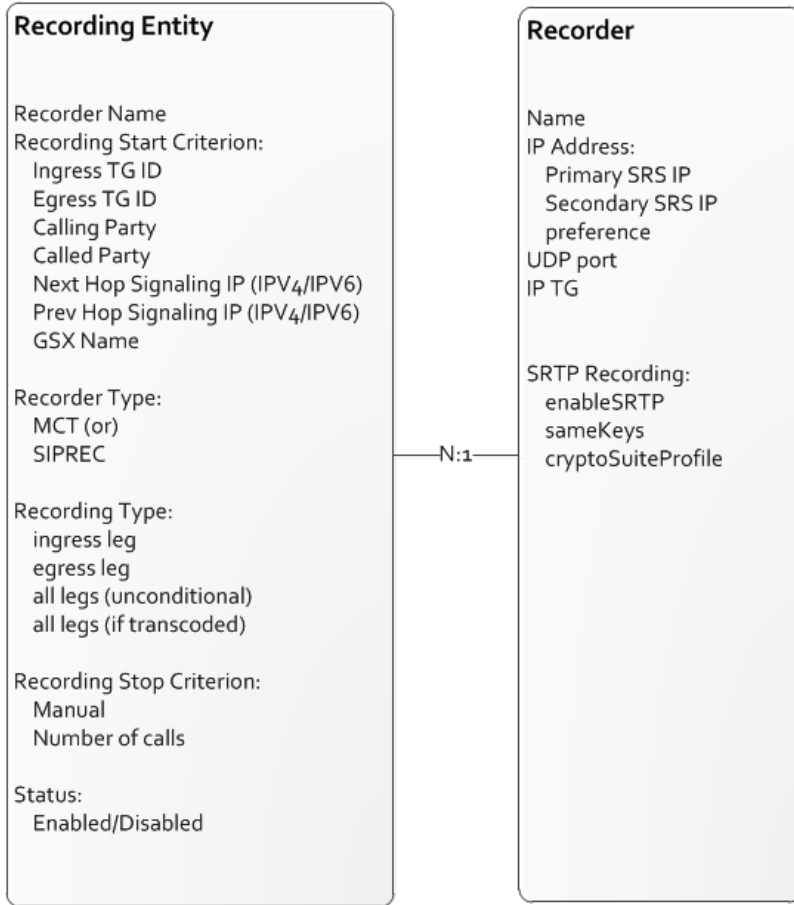 Recording Entity
Recorder Name
Recording Start Criterion:
Ingress TG ID
Egress TG ID
Calling Party
Called Party
Next Hop Signaling IP (IPV4/IPV6)
Prev Hop Signaling IP (IPV4/IPV6)
GSX Name
Recorder Type:
MCT (or)
SIPREC
Recording Type:
ingress leg
egress leg
all legs (unconditional)
all legs (if transcoded)
Recording Stop Criterion:
Manual
Number of calls
Status:
Enabled/Disabled
N:1
Recorder
Name
IP Address:
Primary SRS IP
Secondary SRS IP
preference
UDP port
IP TG
SRTP Recording:
enableSRTP
sameKeys
cryptoSuiteProfile